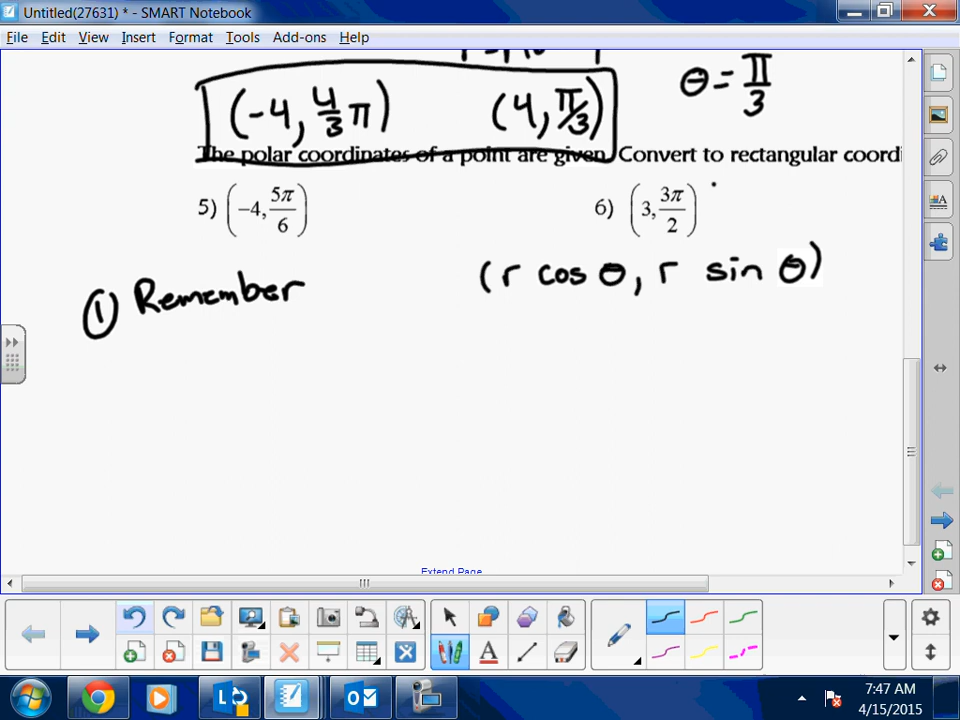 Untitled(27631) * - SMART Notebook
File Edit View Insert Format Tools Add-ons Help
(-4, 4/3 π) (4, π/3) θ = π/3
The polar coordinates of a point are given. Convert to rectangular coordi
5) (-4, 5π/6) 6) (3, 3π/2)
① Remember (r cos θ, r sin θ)
Extend Page
7:47 AM
4/15/2015